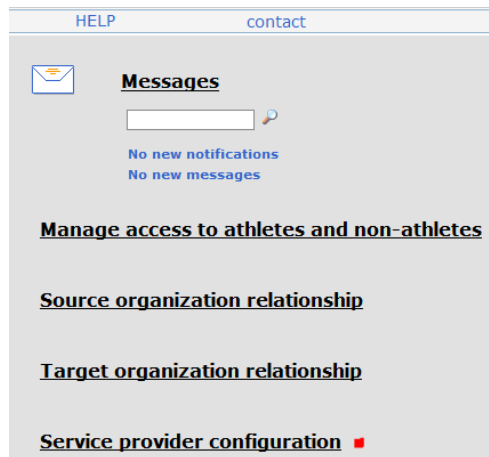 HELP contact
Messages
No new notifications
No new messages
Manage access to athletes and non-athletes
Source organization relationship
Target organization relationship
Service provider configuration